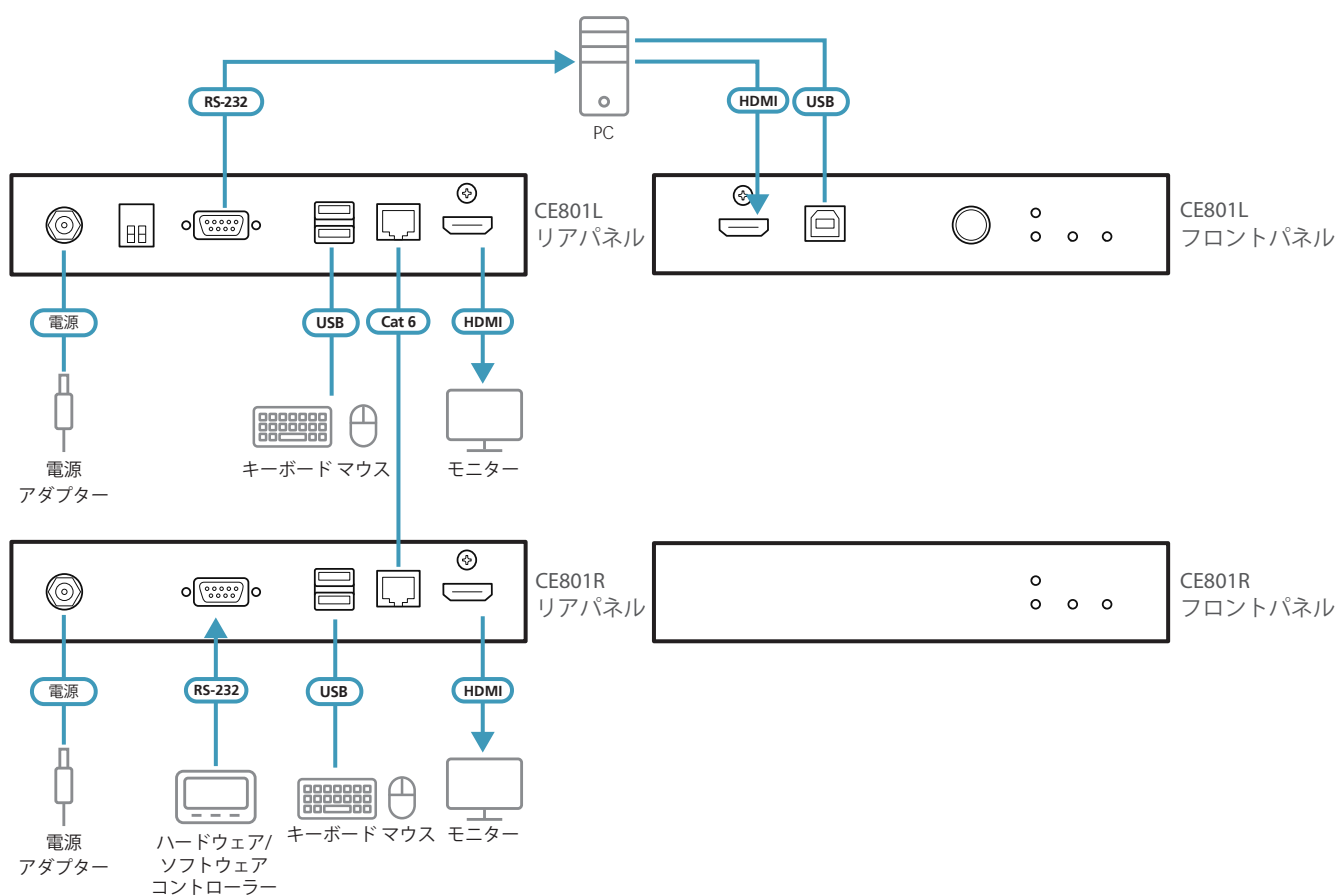 PC
RS-232
HDMI
USB
CE801L
リアパネル
CE801L
フロントパネル
電源
USB
Cat 6
HDMI
電源
アダプター
キーボード マウス
モニター
CE801R
リアパネル
CE801R
フロントパネル
電源
RS-232
USB
HDMI
電源
アダプター
ハードウェア/
ソフトウェア
コントローラー
キーボード マウス
モニター